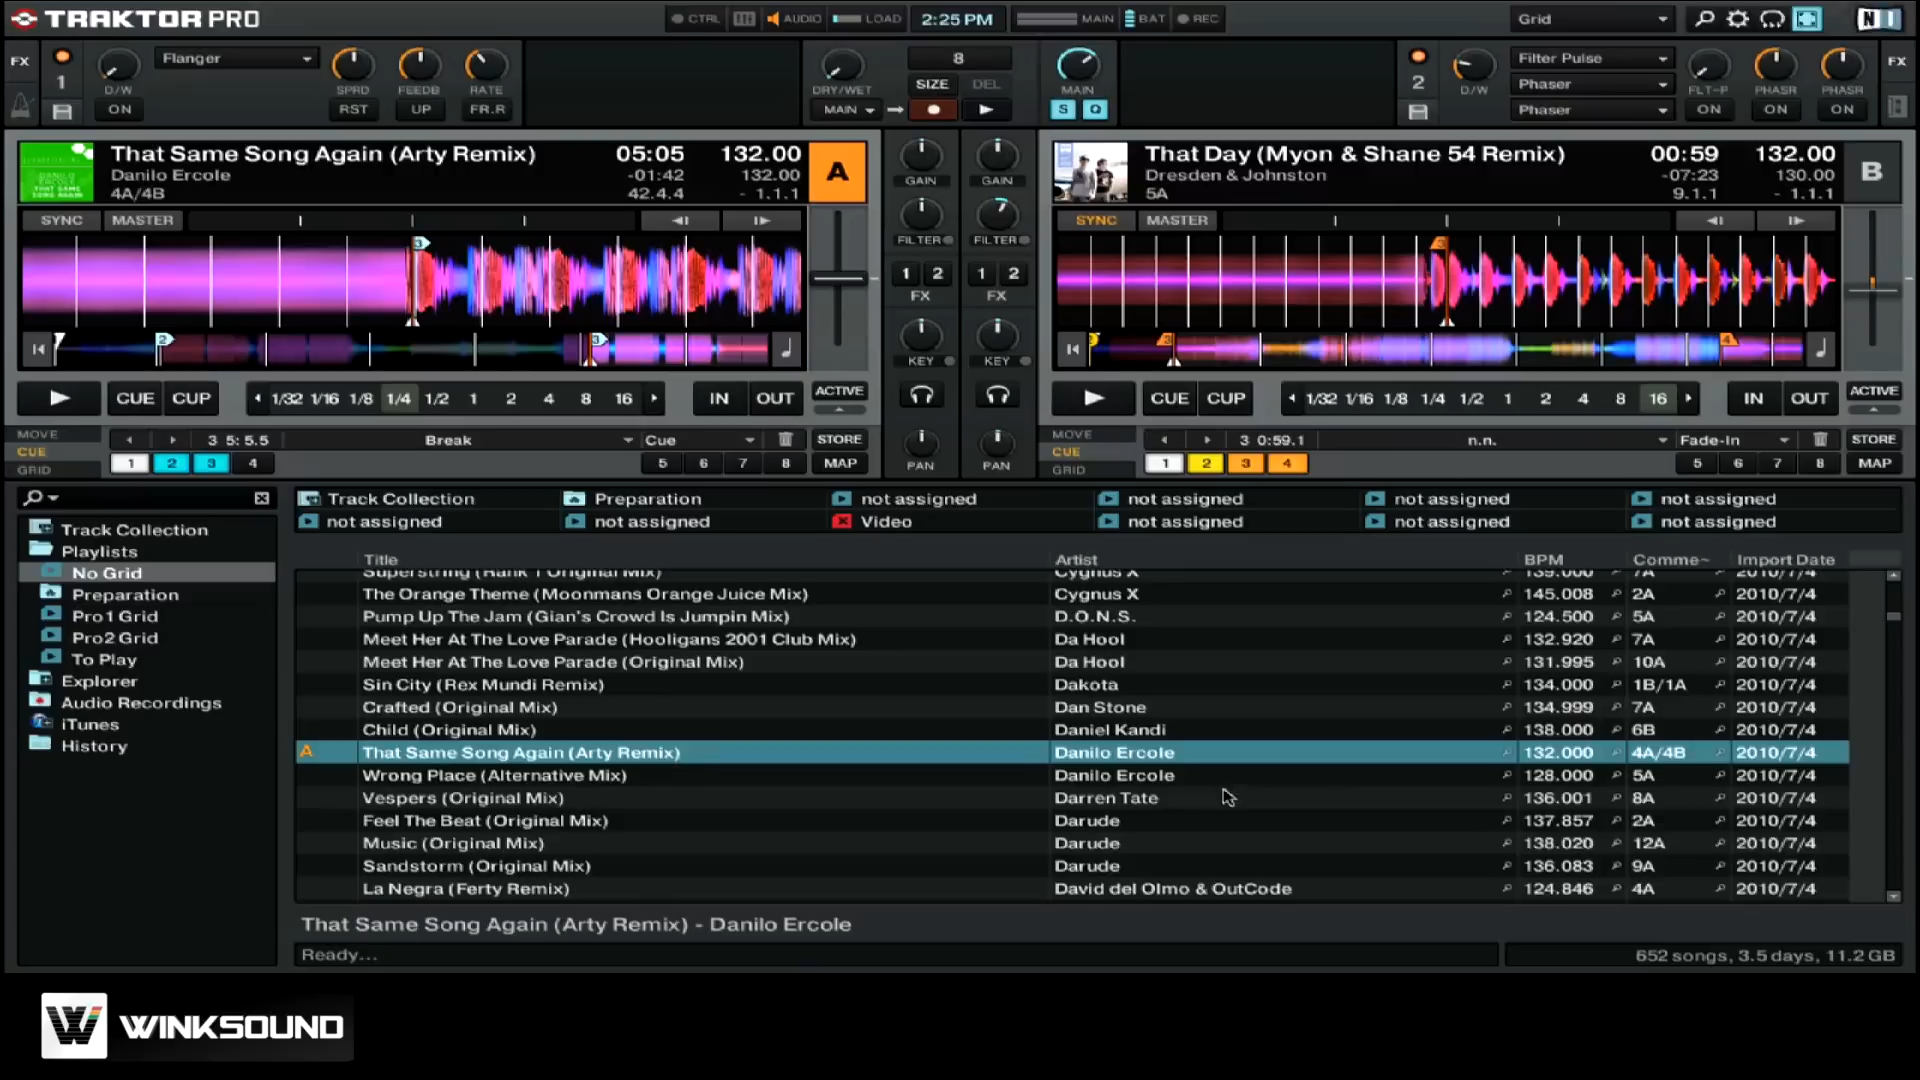 TRAKTOR PRO
CTRL AUDIO LOAD 2:25 PM MAIN BAT REC
Grid
FX 1 D/W ON Flanger SPRD RST FEEDB UP RATE FR.R
DRY/WET MAIN 8 SIZE DEL MAIN S Q
2 D/W Filter Pulse Phaser Phaser FLT-P ON PHASR ON PHASR ON FX
That Same Song Again (Arty Remix) 05:05 132.00 A
Danilo Ercole -01:42 132.00
4A/4B 42.4.4 - 1.1.1
SYNC MASTER
3
2 3
CUE CUP 1/32 1/16 1/8 1/4 1/2 1 2 4 8 16 IN OUT ACTIVE
MOVE CUE GRID 3 5: 5.5 Break Cue STORE
1 2 3 4 5 6 7 8 MAP
GAIN GAIN
FILTER FILTER
1 2 1 2
FX FX
KEY KEY
PAN PAN
That Day (Myon & Shane 54 Remix) 00:59 132.00 B
Dresden & Johnston -07:23 130.00
5A 9.1.1 - 1.1.1
SYNC MASTER
3
3 4
CUE CUP 1/32 1/16 1/8 1/4 1/2 1 2 4 8 16 IN OUT ACTIVE
MOVE CUE GRID 3 0:59.1 n.n. Fade-In STORE
1 2 3 4 5 6 7 8 MAP
Track Collection
Playlists
No Grid
Preparation
Pro1 Grid
Pro2 Grid
To Play
Explorer
Audio Recordings
iTunes
History
Track Collection Preparation not assigned not assigned not assigned not assigned
not assigned not assigned Video not assigned not assigned not assigned
Title Artist BPM Comme~ Import Date
Superstring (Rank 1 Original Mix) Cygnus X 139.000 7A 2010/7/4
The Orange Theme (Moonmans Orange Juice Mix) Cygnus X 145.008 2A 2010/7/4
Pump Up The Jam (Gian's Crowd Is Jumpin Mix) D.O.N.S. 124.500 5A 2010/7/4
Meet Her At The Love Parade (Hooligans 2001 Club Mix) Da Hool 132.920 7A 2010/7/4
Meet Her At The Love Parade (Original Mix) Da Hool 131.995 10A 2010/7/4
Sin City (Rex Mundi Remix) Dakota 134.000 1B/1A 2010/7/4
Crafted (Original Mix) Dan Stone 134.999 7A 2010/7/4
Child (Original Mix) Daniel Kandi 138.000 6B 2010/7/4
A That Same Song Again (Arty Remix) Danilo Ercole 132.000 4A/4B 2010/7/4
Wrong Place (Alternative Mix) Danilo Ercole 128.000 5A 2010/7/4
Vespers (Original Mix) Darren Tate 136.001 8A 2010/7/4
Feel The Beat (Original Mix) Darude 137.857 2A 2010/7/4
Music (Original Mix) Darude 138.020 12A 2010/7/4
Sandstorm (Original Mix) Darude 136.083 9A 2010/7/4
La Negra (Ferty Remix) David del Olmo & OutCode 124.846 4A 2010/7/4
That Same Song Again (Arty Remix) - Danilo Ercole
Ready...
652 songs, 3.5 days, 11.2 GB
W WINKSOUND